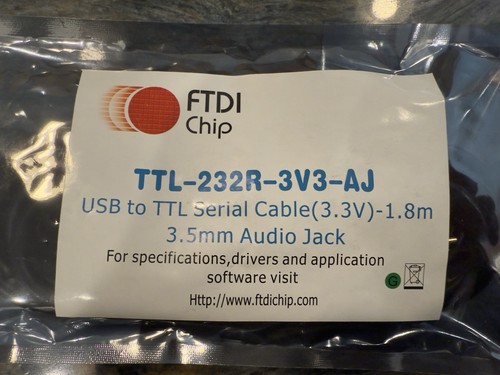 FTDI
Chip
TTL-232R-3V3-AJ
USB to TTL Serial Cable(3.3V)-1.8m
3.5mm Audio Jack
For specifications,drivers and application
software visit
G
Http://www.ftdichip.com